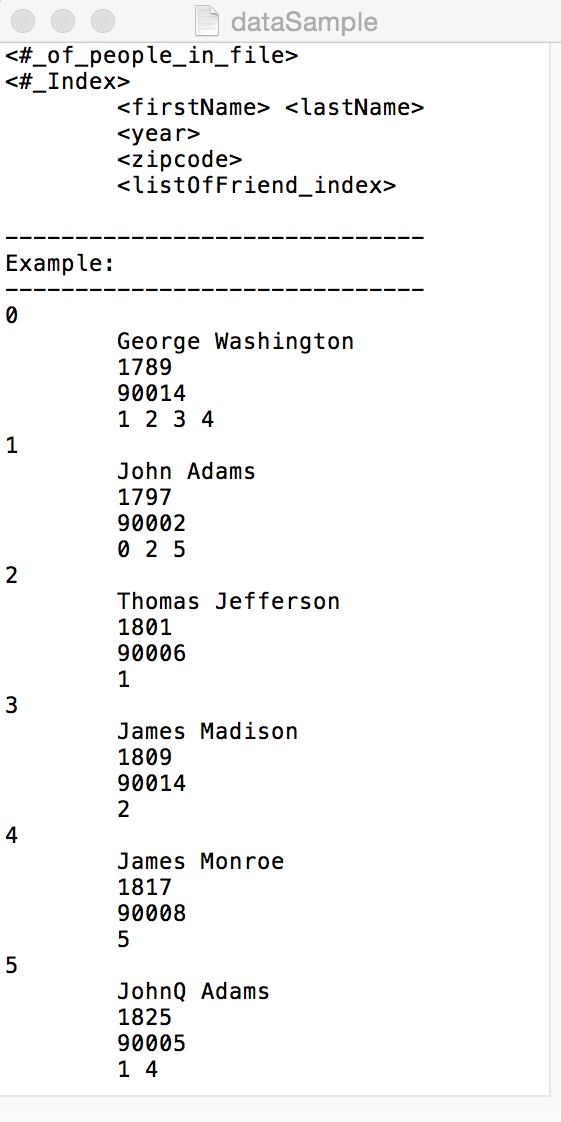 dataSample
<#_of_people_in_file>
<#_Index>
<firstName> <lastName>
<year>
<zipcode>
<listOfFriend_index>
------------------------------
Example:
------------------------------
0
George Washington
1789
90014
1 2 3 4
1
John Adams
1797
90002
0 2 5
2
Thomas Jefferson
1801
90006
1
3
James Madison
1809
90014
2
4
James Monroe
1817
90008
5
5
JohnQ Adams
1825
90005
1 4